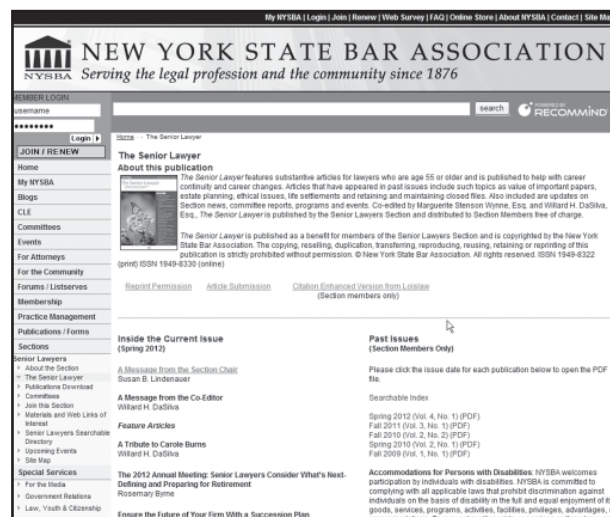 My NYSBA | Login | Join | Renew | Web Survey | FAQ | Online Store | About NYSBA | Contact | Site Map
NYSBA
NEW YORK STATE BAR ASSOCIATION
Serving the legal profession and the community since 1876
MEMBER LOGIN
username
Login
JOIN / RENEW
Home
My NYSBA
Blogs
CLE
Committees
Events
For Attorneys
For the Community
Forums / Listserves
Membership
Practice Management
Publications / Forms
Sections
Senior Lawyers
About the Section
The Senior Lawyer
Publications Download
Committees
Join this Section
Materials and Web Links of
Interest
Senior Lawyers Searchable
Directory
Upcoming Events
Site Map
Special Services
For the Media
Government Relations
Law, Youth & Citizenship
search
POWERED BY
RECOMMIND
Home The Senior Lawyer
The Senior Lawyer
About this publication
The Senior Lawyer features substantive articles for lawyers who are age 55 or older and is published to help with career
continuity and career changes. Articles that have appeared in past issues include such topics as value of important papers,
estate planning, ethical issues, life settlements and retaining and maintaining closed files. Also included are updates on
Section news, committee reports, programs and events. Co-edited by Marguerite Stenson Wynne, Esq. and Willard H. DaSilva,
Esq., The Senior Lawyer is published by the Senior Lawyers Section and distributed to Section Members free of charge.
The Senior Lawyer is published as a benefit for members of the Senior Lawyers Section and is copyrighted by the New York
State Bar Association. The copying, reselling, duplication, transferring, reproducing, reusing, retaining or reprinting of this
publication is strictly prohibited without permission. © New York State Bar Association. All rights reserved. ISSN 1949-8322
(print) ISSN 1949-8330 (online)
Reprint Permission Article Submission Citation Enhanced Version from Loislaw
(Section members only)
Inside the Current Issue
(Spring 2012)
A Message from the Section Chair
Susan B. Lindenauer
A Message from the Co-Editor
Willard H. DaSilva
Feature Articles
A Tribute to Carole Burns
Willard H. DaSilva
The 2012 Annual Meeting: Senior Lawyers Consider What's Next-
Defining and Preparing for Retirement
Rosemary Byrne
Ensure the Future of Your Firm With a Succession Plan
Past Issues
(Section Members Only)
Please click the issue date for each publication below to open the PDF
file.
Searchable Index
Spring 2012 (Vol. 4, No. 1) (PDF)
Fall 2011 (Vol. 3, No. 1) (PDF)
Fall 2010 (Vol. 2, No. 2) (PDF)
Spring 2010 (Vol. 2, No. 1) (PDF)
Fall 2009 (Vol. 1, No. 1) (PDF)
Accommodations for Persons with Disabilities: NYSBA welcomes
participation by individuals with disabilities. NYSBA is committed to
complying with all applicable laws that prohibit discrimination against
individuals on the basis of disability in the full and equal enjoyment of its
goods, services, programs, activities, facilities, privileges, advantages,